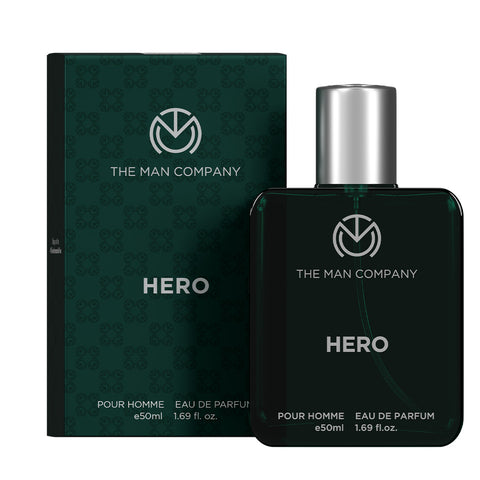 THE MAN COMPANY
HERO
POUR HOMME EAU DE PARFUM
e50ml 1.69 fl. oz.
THE MAN COMPANY
HERO
POUR HOMME EAU DE PARFUM
e50ml 1.69 fl. oz.